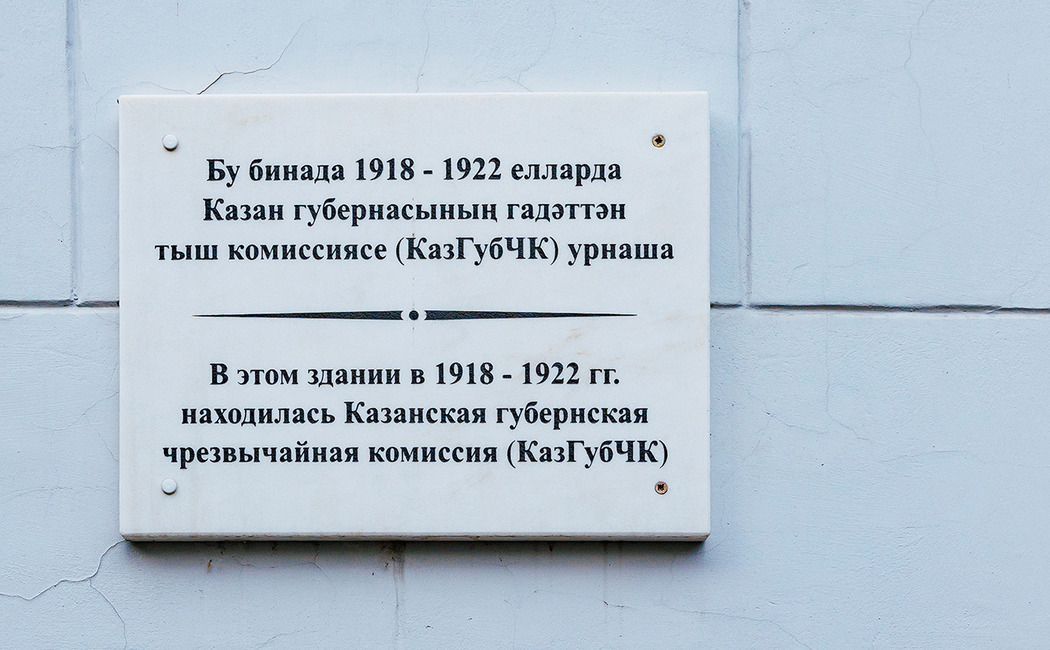 Бу бинада 1918 - 1922 елларда
Казан губернасының гадәттән
тыш комиссиясе (КазГубЧК) урнаша
В этом здании в 1918 - 1922 гг.
находилась Казанская губернская
чрезвычайная комиссия (КазГубЧК)